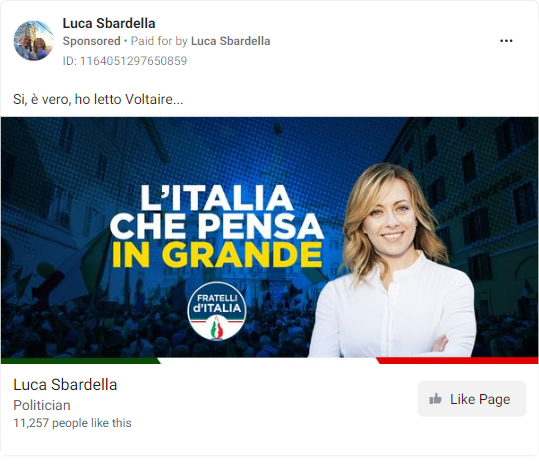 Luca Sbardella
Sponsored • Paid for by Luca Sbardella
ID: 1164051297650859
Si, è vero, ho letto Voltaire...
L'ITALIA
CHE PENSA
IN GRANDE
FRATELLI
d'ITALIA
Luca Sbardella
Politician
11,257 people like this
Like Page